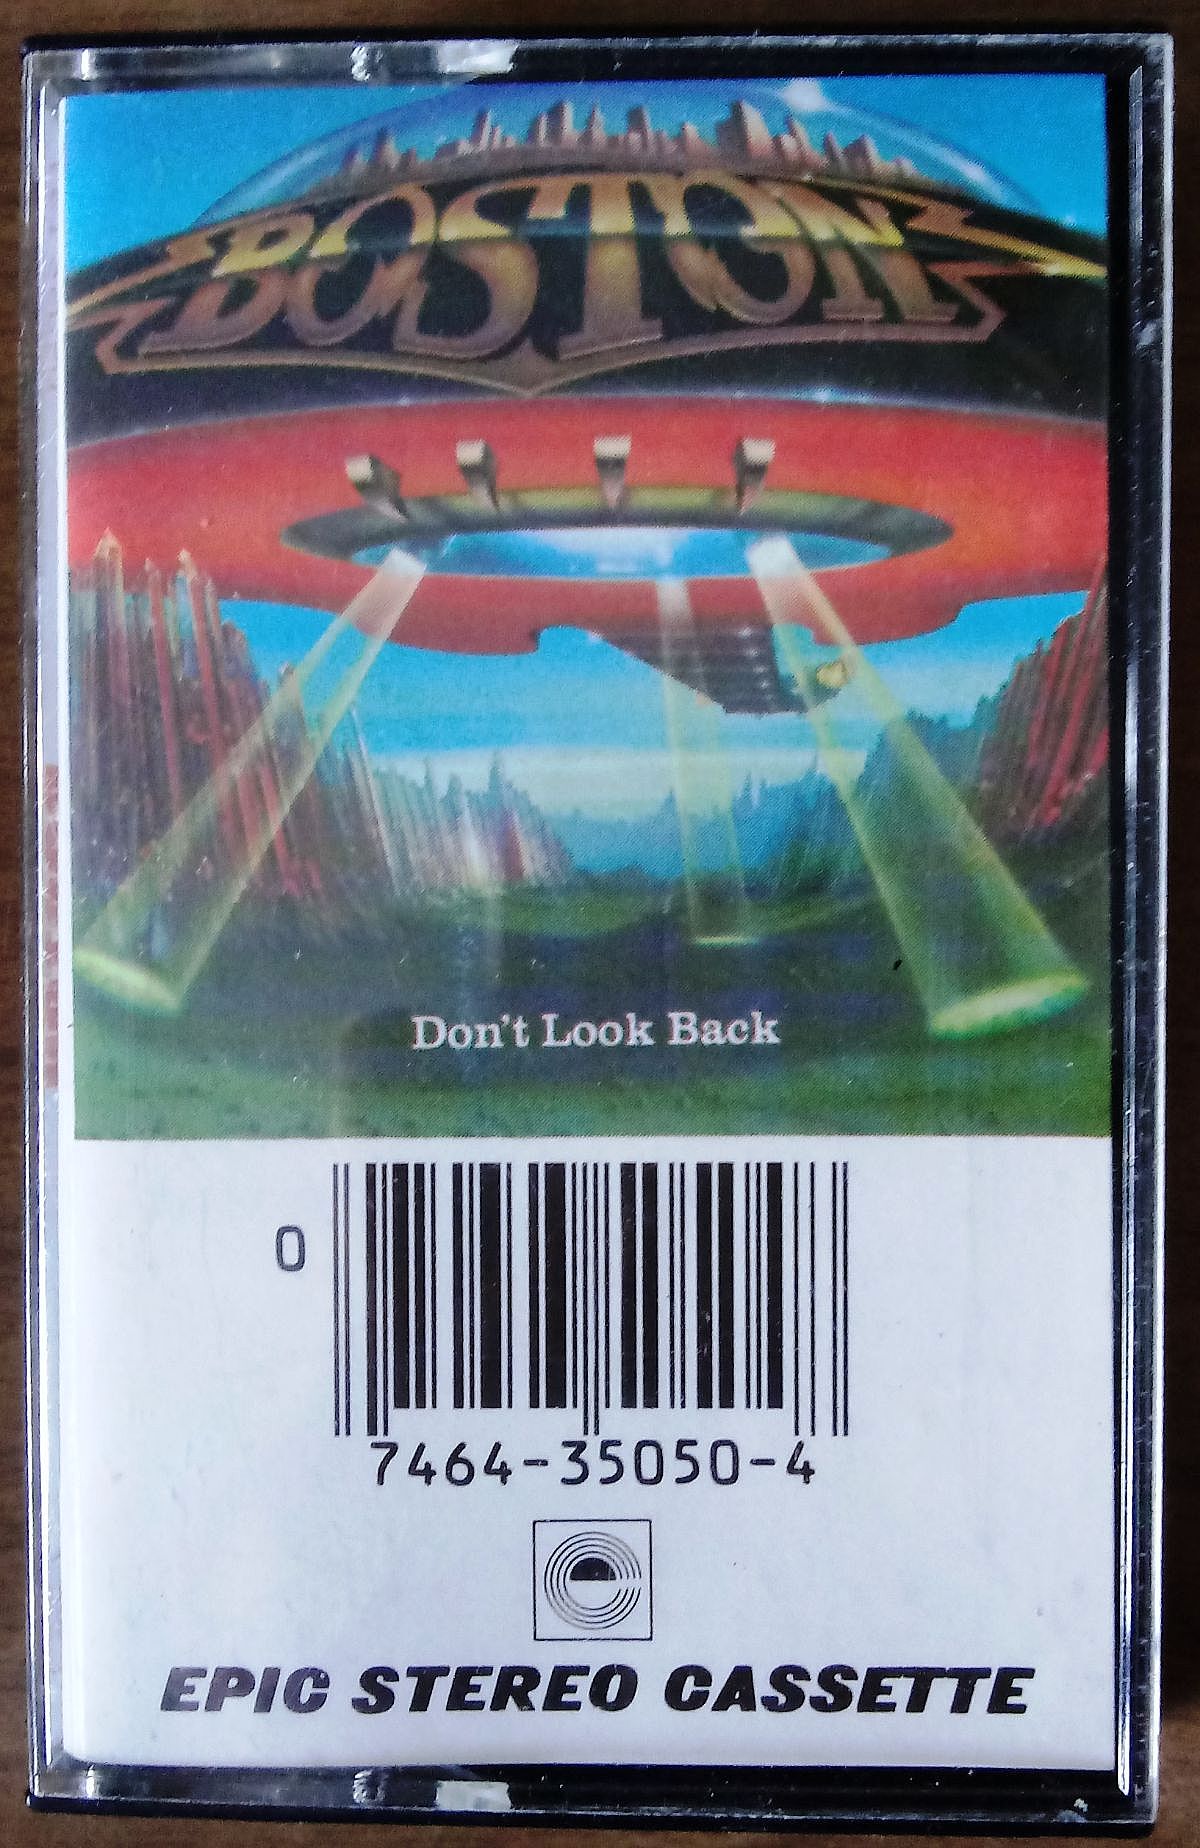 BOSTON
Don't Look Back
0
7464-35050-4
EPIC STEREO CASSETTE